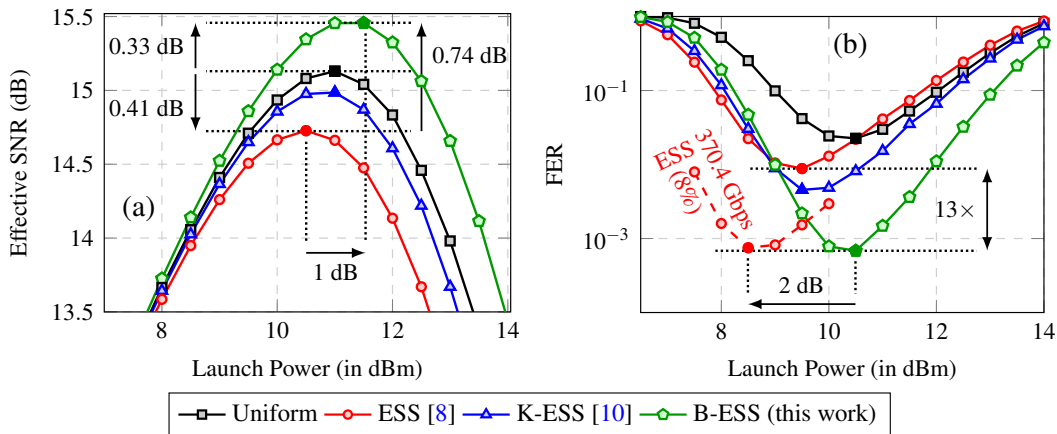 15.5
15
14.5
14
13.5
8
10
12
14
Effective SNR (dB)
Launch Power (in dBm)
(a)
0.33 dB
0.41 dB
0.74 dB
1 dB
10⁻¹
10⁻³
8
10
12
14
FER
Launch Power (in dBm)
(b)
370.4 Gbps
ESS
(8%)
13×
2 dB
Uniform
ESS [8]
K-ESS [10]
B-ESS (this work)